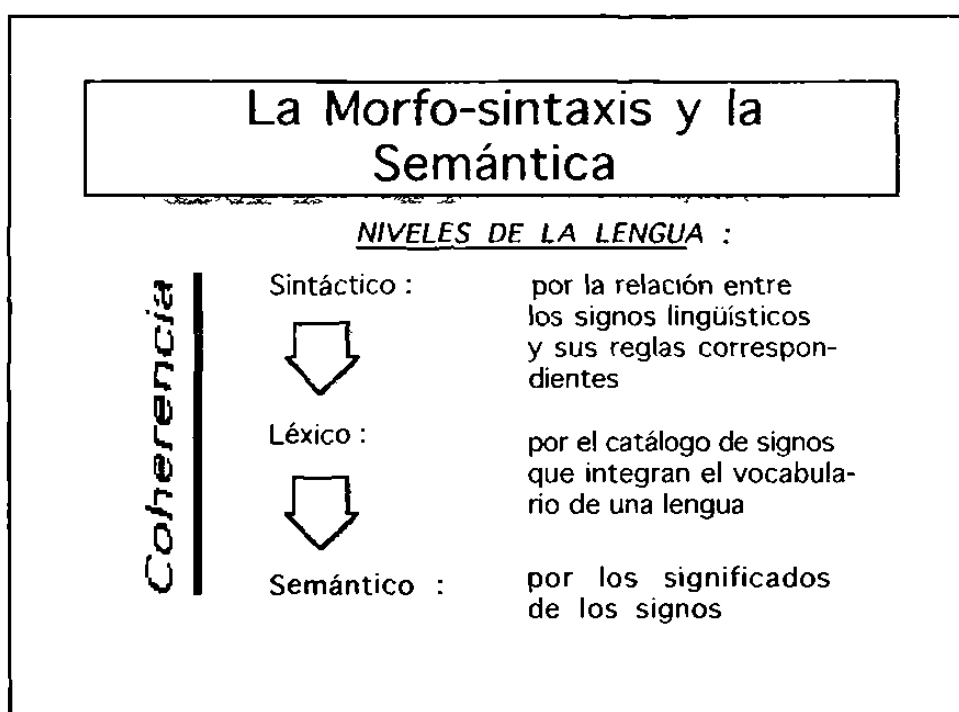 La Morfo-sintaxis y la
Semántica
NIVELES DE LA LENGUA :
Coherencia
Sintáctico :
por la relación entre
los signos lingüísticos
y sus reglas correspon-
dientes
Léxico :
por el catálogo de signos
que integran el vocabula-
rio de una lengua
Semántico :
por los significados
de los signos